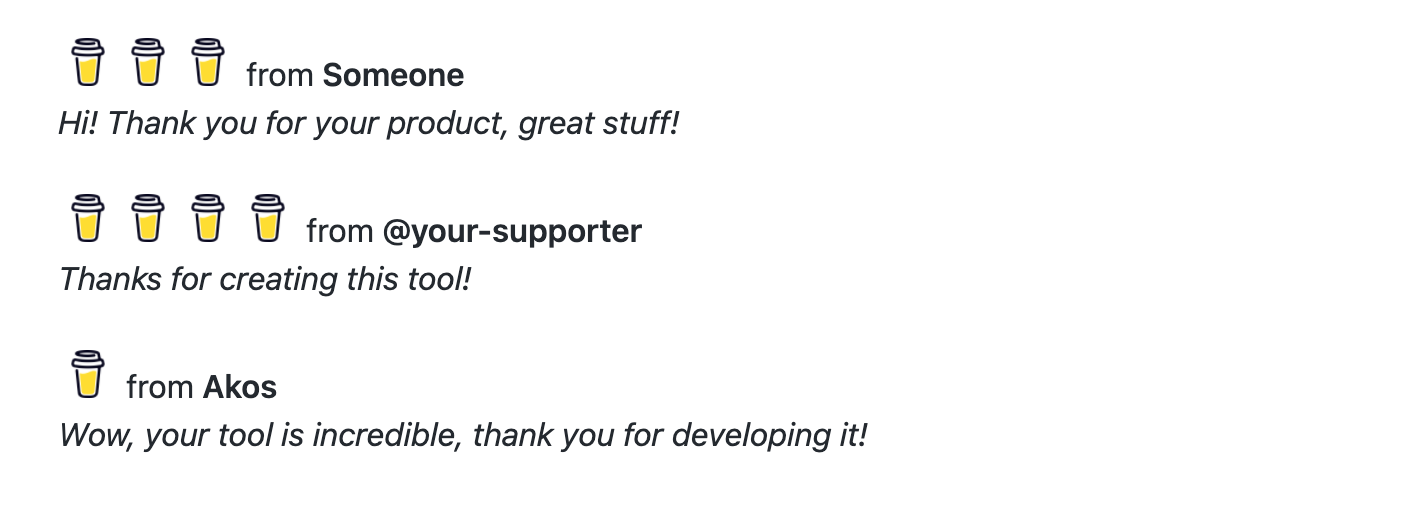 from Someone
Hi! Thank you for your product, great stuff!
from @your-supporter
Thanks for creating this tool!
from Akos
Wow, your tool is incredible, thank you for developing it!